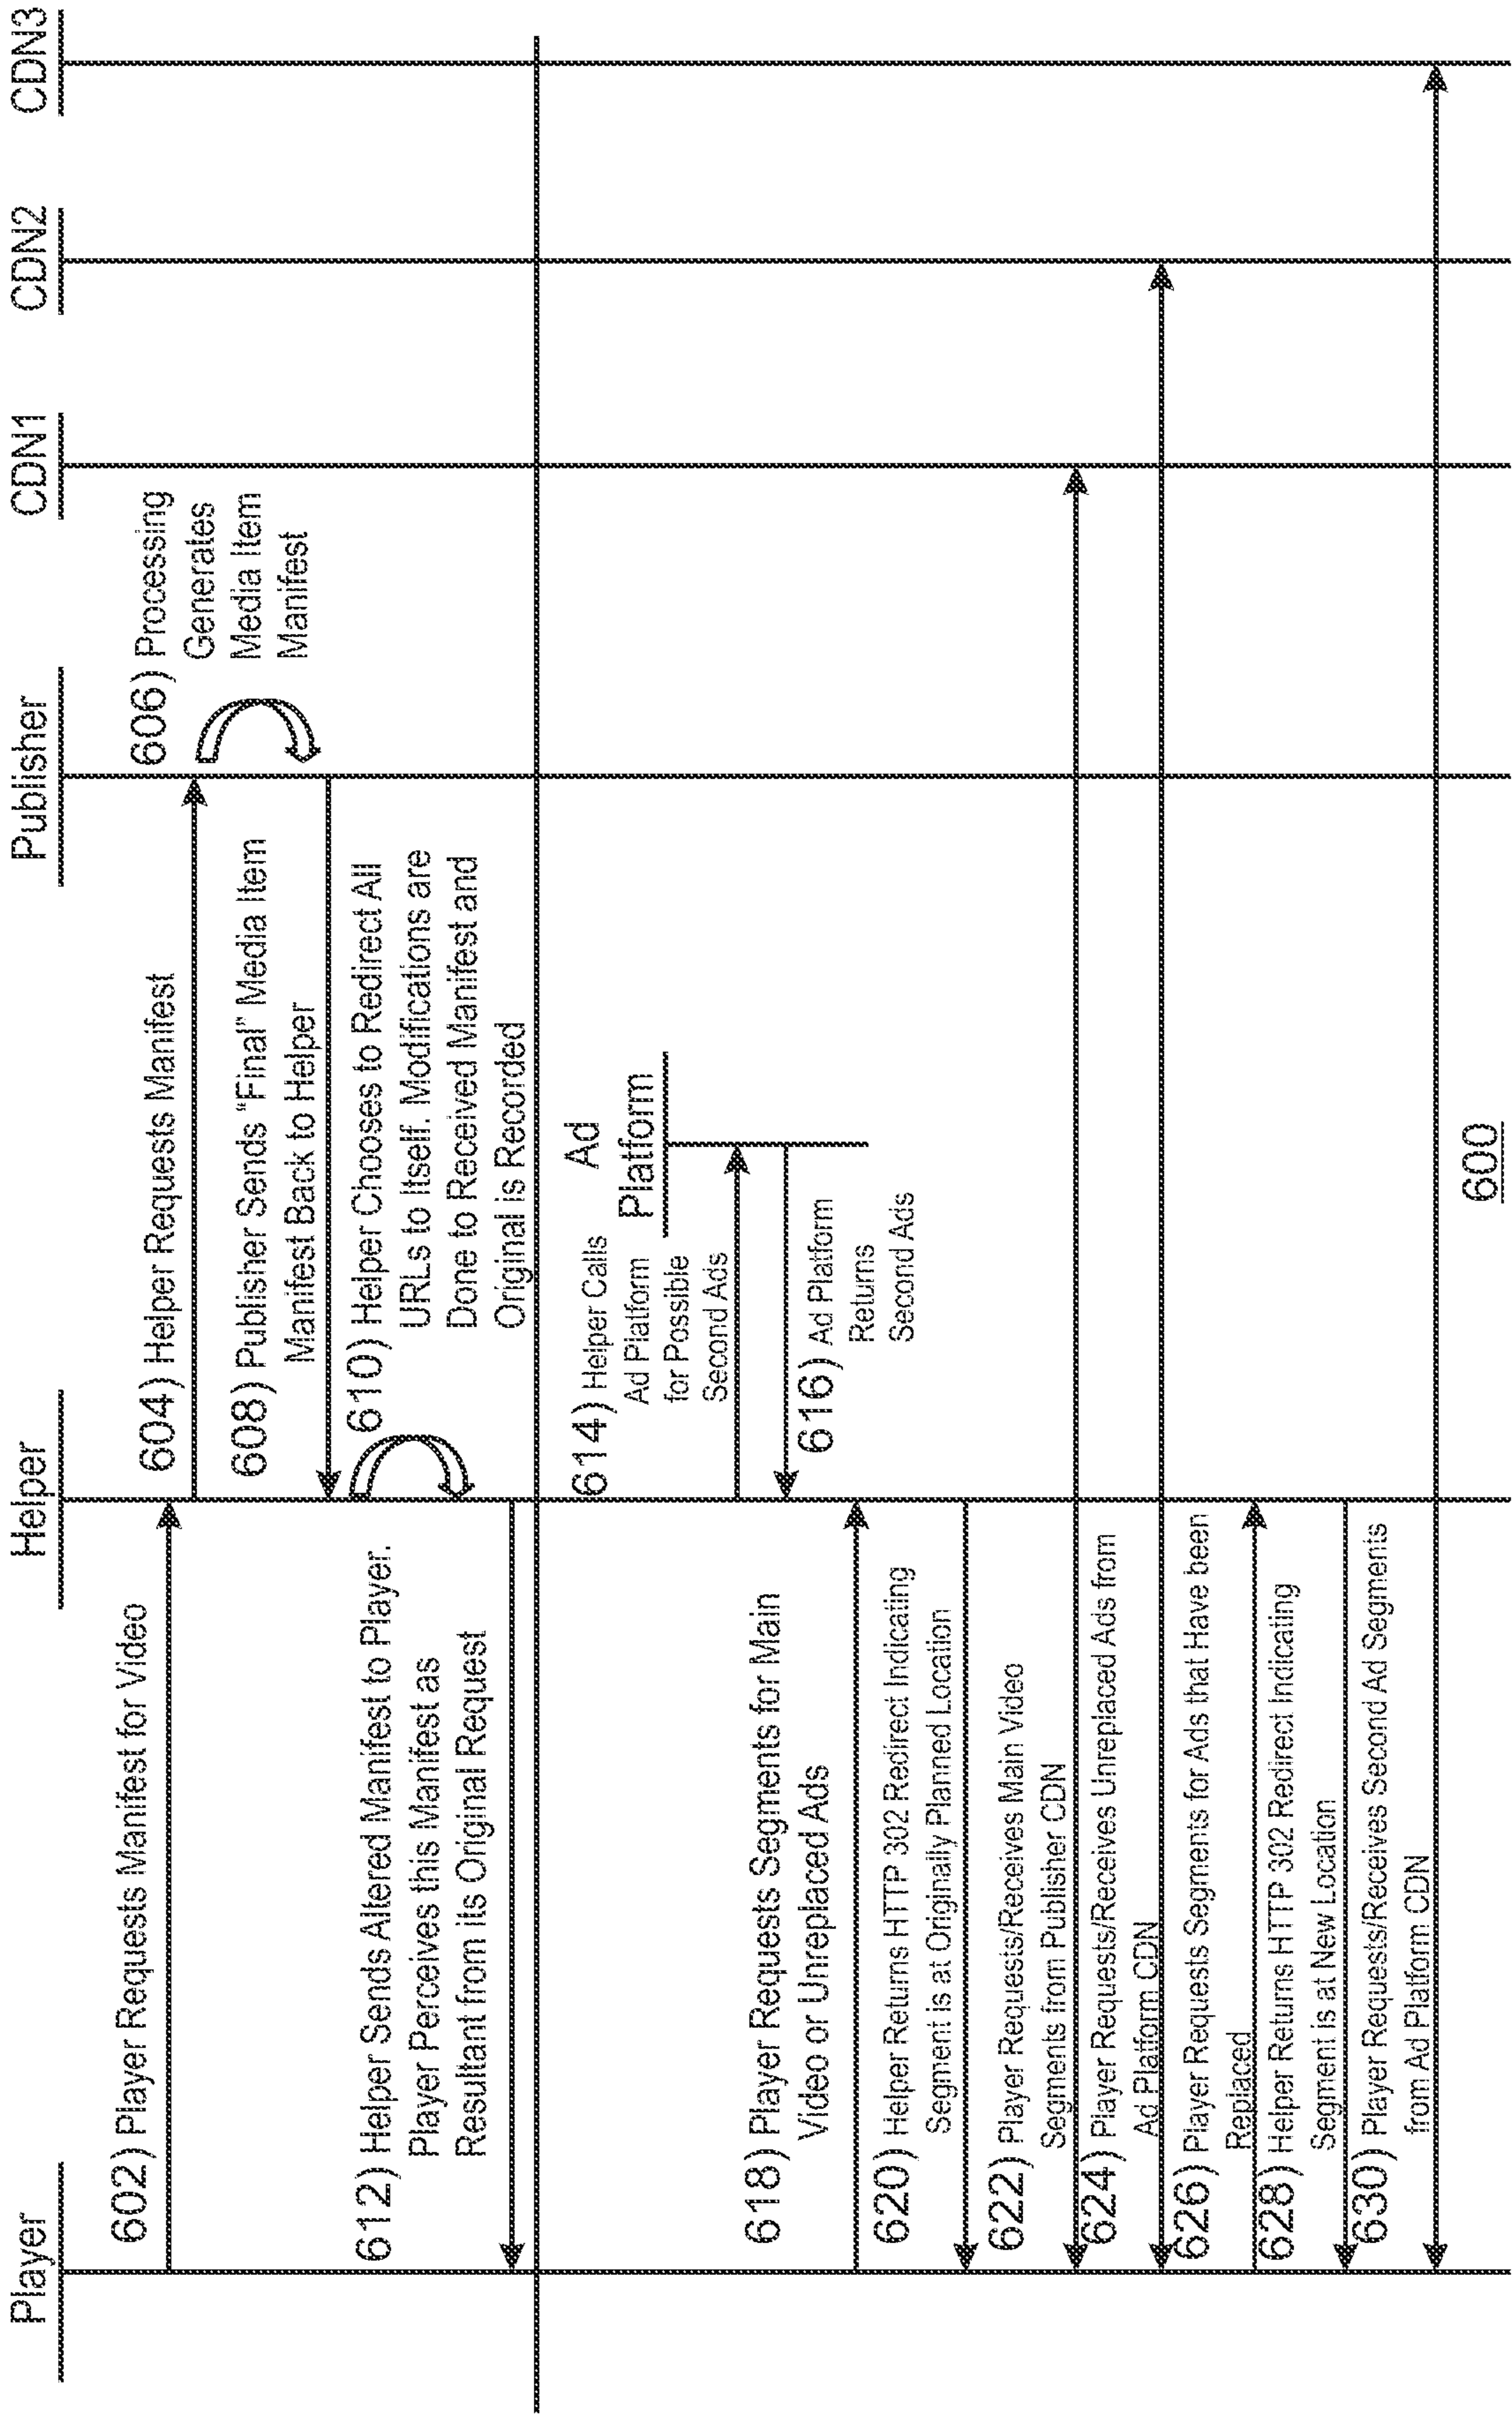 Player
Helper
Publisher
CDN1
CDN2
CDN3
602) Player Requests Manifest for Video
604) Helper Requests Manifest
606) Processing
Generates
Media Item
Manifest
608) Publisher Sends “Final” Media Item
Manifest Back to Helper
610) Helper Chooses to Redirect All
URLs to Itself. Modifications are
Done to Received Manifest and
Original is Recorded
612) Helper Sends Altered Manifest to Player.
Player Perceives this Manifest as
Resultant from its Original Request
Ad
Platform
614) Helper Calls
Ad Platform
for Possible
Second Ads
616) Ad Platform
Returns
Second Ads
618) Player Requests Segments for Main
Video or Unreplaced Ads
620) Helper Returns HTTP 302 Redirect Indicating
Segment is at Originally Planned Location
622) Player Requests/Receives Main Video
Segments from Publisher CDN
624) Player Requests/Receives Unreplaced Ads from
Ad Platform CDN
626) Player Requests Segments for Ads that Have been
Replaced
628) Helper Returns HTTP 302 Redirect Indicating
Segment is at New Location
630) Player Requests/Receives Second Ad Segments
from Ad Platform CDN
600